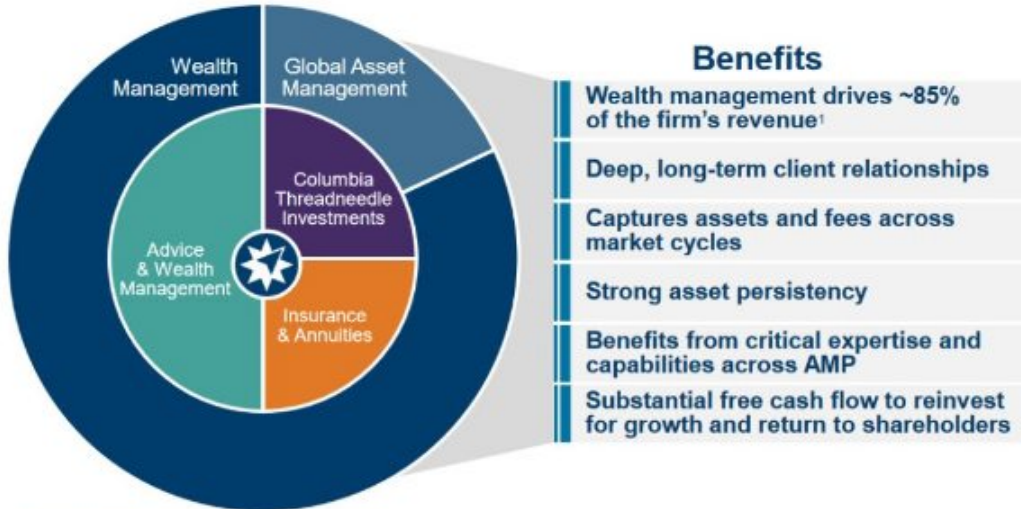 Wealth
Management
Global Asset
Management
Columbia
Threadneedle
Investments
Advice
& Wealth
Management
Insurance
& Annuities
Benefits
Wealth management drives ~85%
of the firm's revenue¹
Deep, long-term client relationships
Captures assets and fees across
market cycles
Strong asset persistency
Benefits from critical expertise and
capabilities across AMP
Substantial free cash flow to reinvest
for growth and return to shareholders